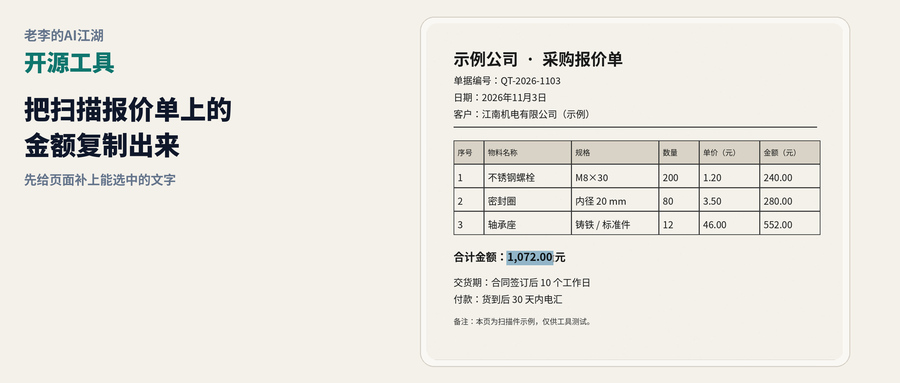 老李的AI江湖
开源工具
把扫描报价单上的
金额复制出来
先给页面补上能选中的文字
示例公司 · 采购报价单
单据编号：QT-2026-1103
日期：2026年11月3日
客户：江南机电有限公司（示例）
序号 物料名称 规格 数量 单价（元） 金额（元）
1 不锈钢螺栓 M8×30 200 1.20 240.00
2 密封圈 内径 20 mm 80 3.50 280.00
3 轴承座 铸铁 / 标准件 12 46.00 552.00
合计金额：1,072.00 元
交货期：合同签订后 10 个工作日
付款：货到后 30 天内电汇
备注：本页为扫描件示例，仅供工具测试。